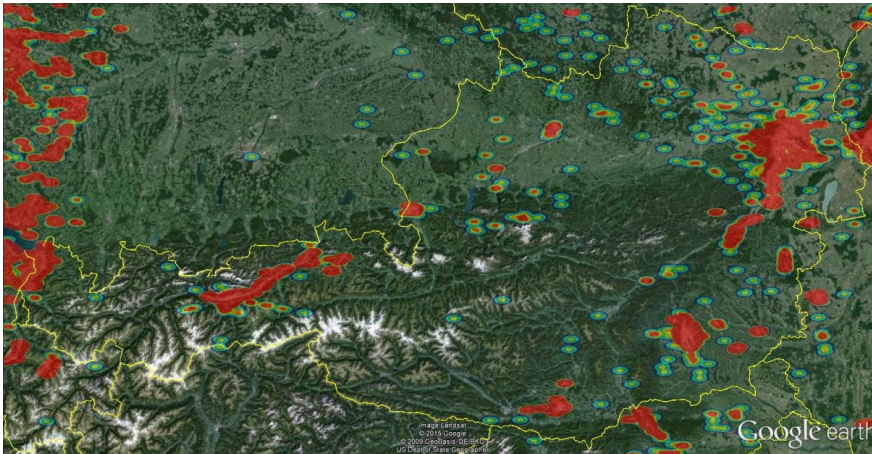 Image Landsat
© 2015 Google
© 2009 GeoBasis-DE/BKG
US Dept of State Geographer
Google earth